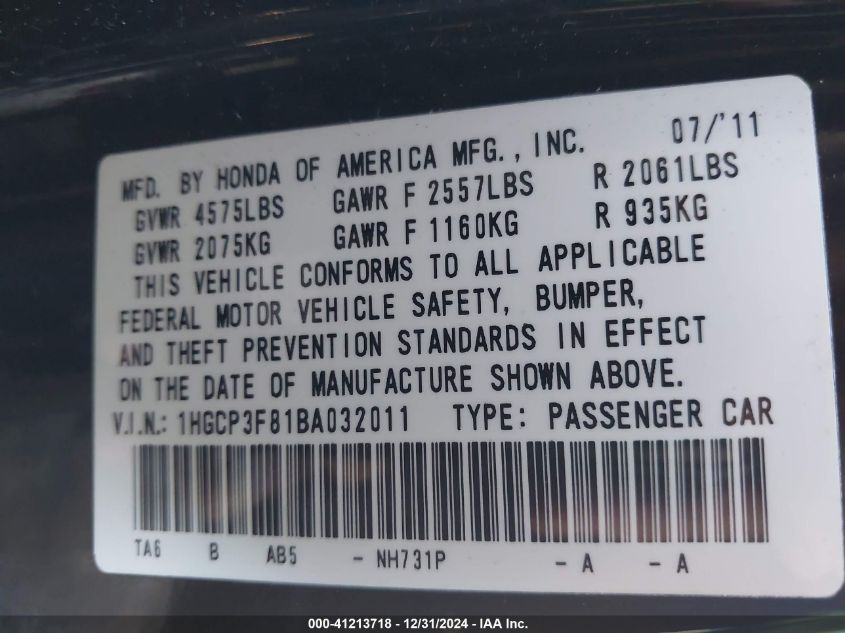 MFD. BY HONDA OF AMERICA MFG., INC. 07/'11
GVWR 4575LBS GAWR F 2557LBS R 2061LBS
GVWR 2075KG GAWR F 1160KG R 935KG
THIS VEHICLE CONFORMS TO ALL APPLICABLE
FEDERAL MOTOR VEHICLE SAFETY, BUMPER,
AND THEFT PREVENTION STANDARDS IN EFFECT
ON THE DATE OF MANUFACTURE SHOWN ABOVE.
V.I.N.: 1HGCP3F81BA032011 TYPE: PASSENGER CAR
TA6 B AB5 - NH731P - A - A
000-41213718 - 12/31/2024 - IAA Inc.